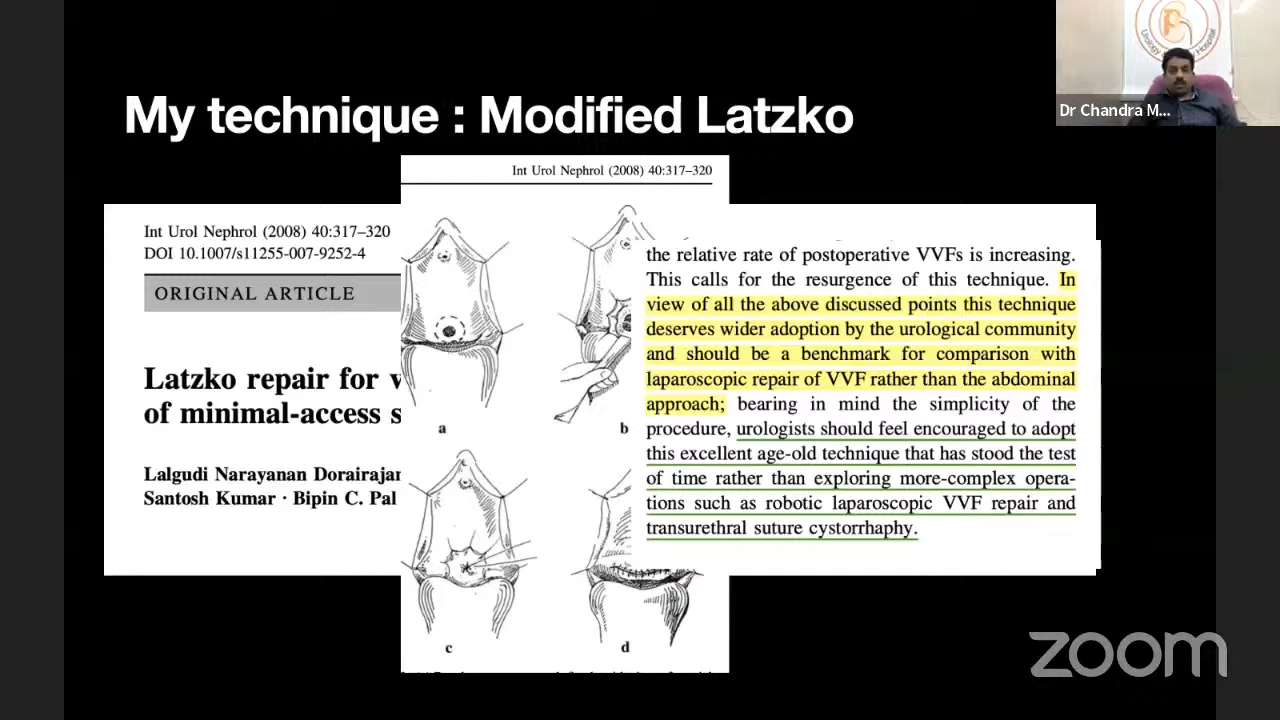 My technique : Modified Latzko
Dr Chandra M...
Int Urol Nephrol (2008) 40:317–320
DOI 10.1007/s11255-007-9252-4
ORIGINAL ARTICLE
Latzko repair for v
of minimal-access s
Lalgudi Narayanan Dorairajan
Santosh Kumar · Bipin C. Pal
Int Urol Nephrol (2008) 40:317–320
a
b
c
d
the relative rate of postoperative VVFs is increasing.
This calls for the resurgence of this technique. In
view of all the above discussed points this technique
deserves wider adoption by the urological community
and should be a benchmark for comparison with
laparoscopic repair of VVF rather than the abdominal
approach; bearing in mind the simplicity of the
procedure, urologists should feel encouraged to adopt
this excellent age-old technique that has stood the test
of time rather than exploring more-complex opera-
tions such as robotic laparoscopic VVF repair and
transurethral suture cystorrhaphy.
zoom